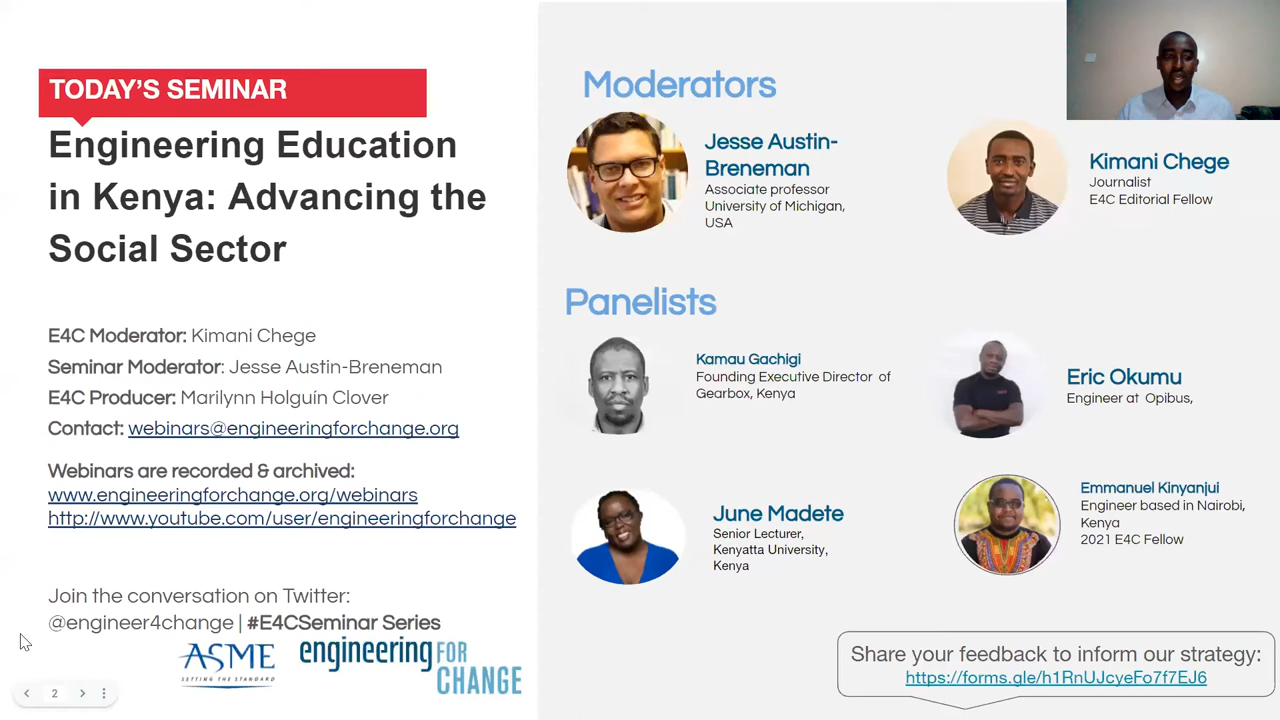 TODAY'S SEMINAR
Engineering Education
in Kenya: Advancing the
Social Sector
E4C Moderator: Kimani Chege
Seminar Moderator: Jesse Austin-Breneman
E4C Producer: Marilynn Holguín Clover
Contact: webinars@engineeringforchange.org
Webinars are recorded & archived:
www.engineeringforchange.org/webinars
http://www.youtube.com/user/engineeringforchange
Join the conversation on Twitter:
@engineer4change | #E4CSeminar Series
ASME
SETTING THE STANDARD
engineering FOR
CHANGE
2
Moderators
Jesse Austin-
Breneman
Associate professor
University of Michigan,
USA
Kimani Chege
Journalist
E4C Editorial Fellow
Panelists
Kamau Gachigi
Founding Executive Director of
Gearbox, Kenya
Eric Okumu
Engineer at Opibus,
June Madete
Senior Lecturer,
Kenyatta University,
Kenya
Emmanuel Kinyanjui
Engineer based in Nairobi,
Kenya
2021 E4C Fellow
Share your feedback to inform our strategy:
https://forms.gle/h1RnUJcyeFo7f7EJ6